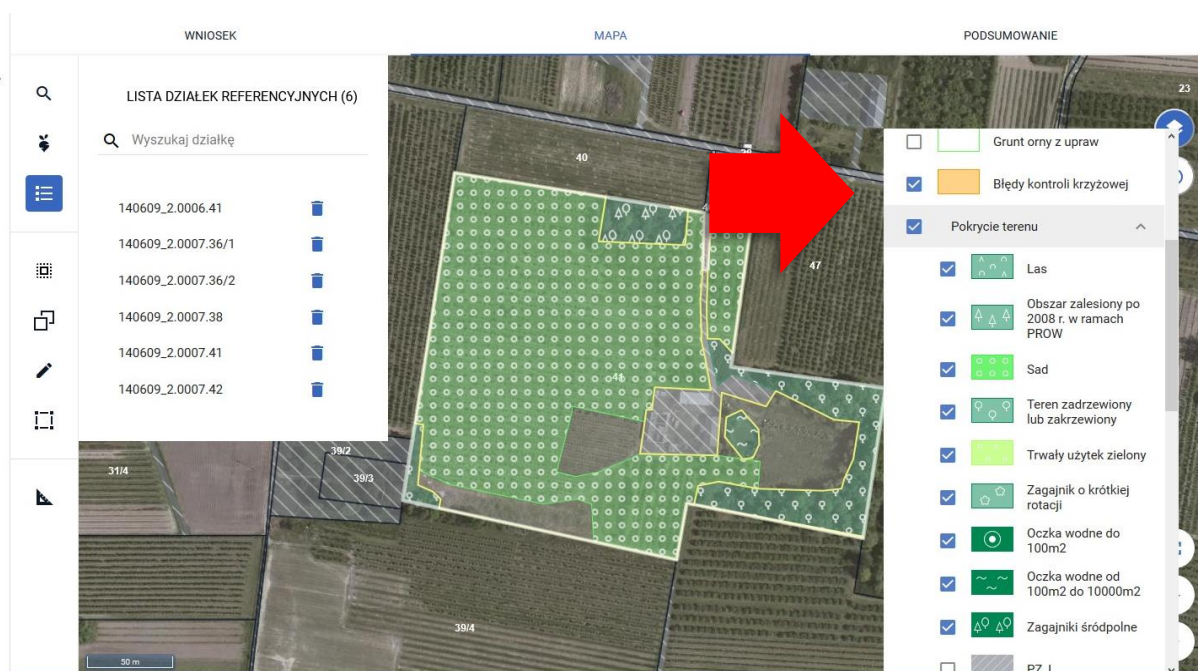 WNIOSEK
MAPA
PODSUMOWANIE
LISTA DZIAŁEK REFERENCYJNYCH (6)
Wyszukaj działkę
140609_2.0006.41
140609_2.0007.36/1
140609_2.0007.36/2
140609_2.0007.38
140609_2.0007.41
140609_2.0007.42
23
40
47
41
39/2
39/3
31/4
39/4
50 m
Grunt orny z upraw
Błędy kontroli krzyżowej
Pokrycie terenu
Las
Obszar zalesiony po
2008 r. w ramach
PROW
Sad
Teren zadrzewiony
lub zakrzewiony
Trwały użytek zielony
Zagajnik o krótkiej
rotacji
Oczka wodne do
100m2
Oczka wodne od
100m2 do 10000m2
Zagajniki śródpolne